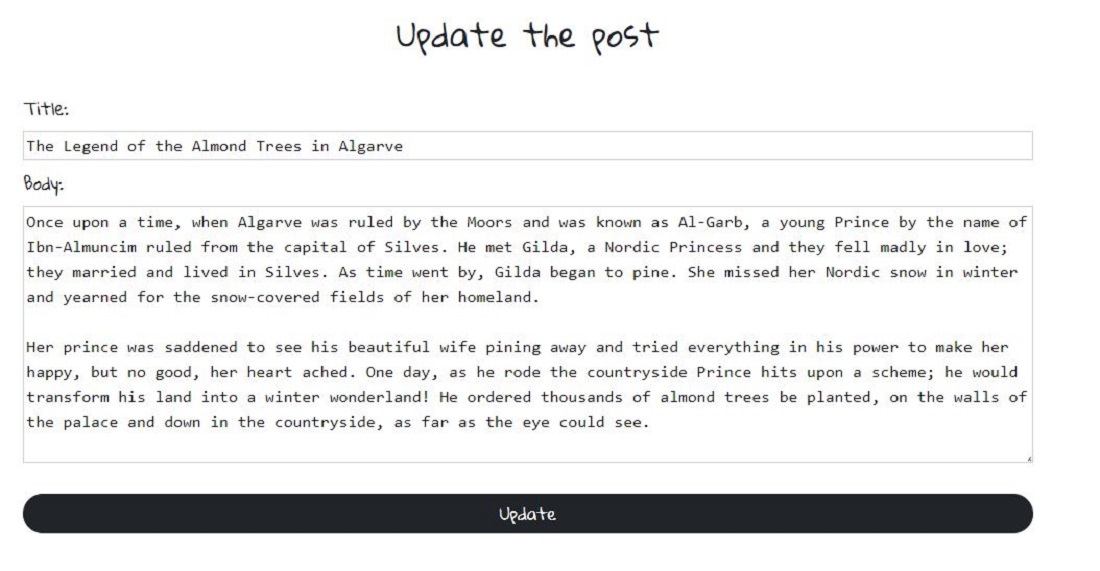 Update the post
Title:
The Legend of the Almond Trees in Algarve
Body:
Once upon a time, when Algarve was ruled by the Moors and was known as Al-Garb, a young Prince by the name of
Ibn-Almuncim ruled from the capital of Silves. He met Gilda, a Nordic Princess and they fell madly in love;
they married and lived in Silves. As time went by, Gilda began to pine. She missed her Nordic snow in winter
and yearned for the snow-covered fields of her homeland.
Her prince was saddened to see his beautiful wife pining away and tried everything in his power to make her
happy, but no good, her heart ached. One day, as he rode the countryside Prince hits upon a scheme; he would
transform his land into a winter wonderland! He ordered thousands of almond trees be planted, on the walls of
the palace and down in the countryside, as far as the eye could see.
Update